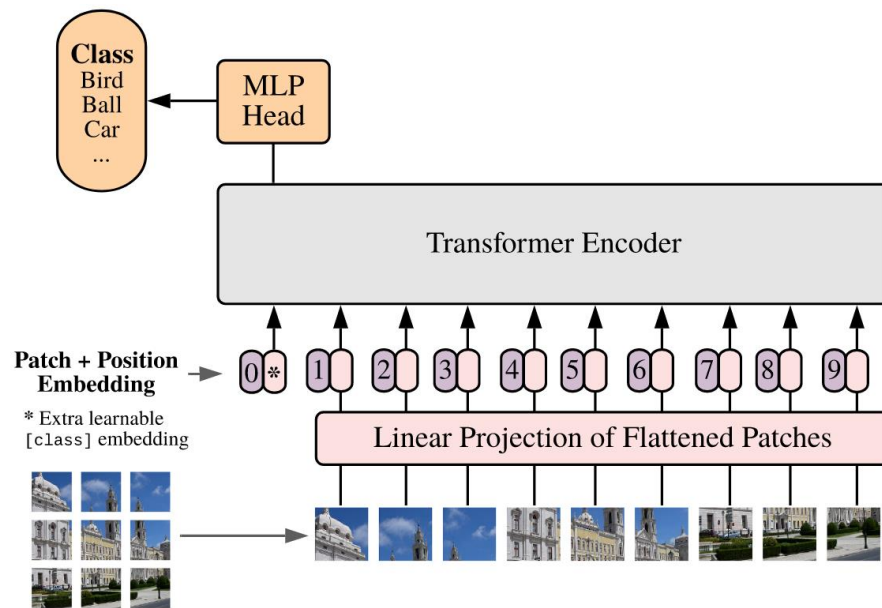 Class
Bird
Ball
Car
...
MLP
Head
Transformer Encoder
Patch + Position
Embedding
0 * 1 2 3 4 5 6 7 8 9
* Extra learnable
[class] embedding
Linear Projection of Flattened Patches